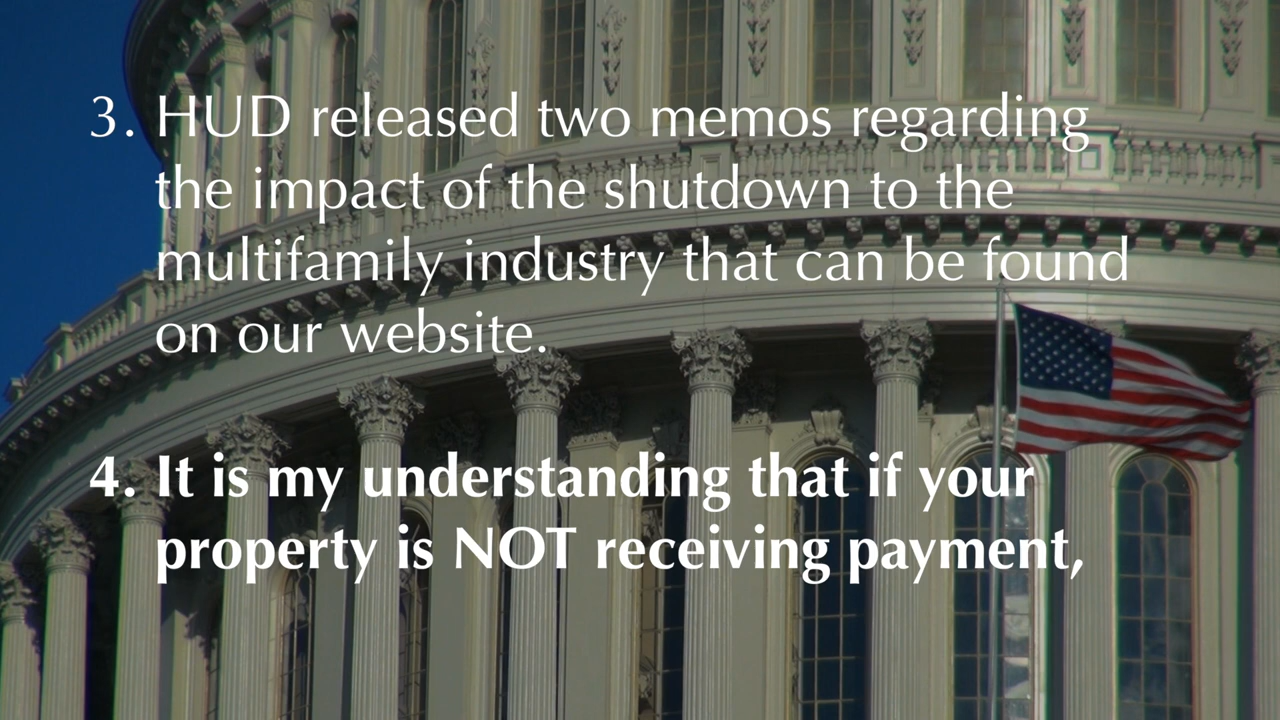 3. HUD released two memos regarding
the impact of the shutdown to the
multifamily industry that can be found
on our website.
4. It is my understanding that if your
property is NOT receiving payment,